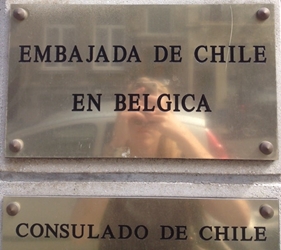 EMBAJADA DE CHILE
EN BELGICA
CONSULADO DE CHILE